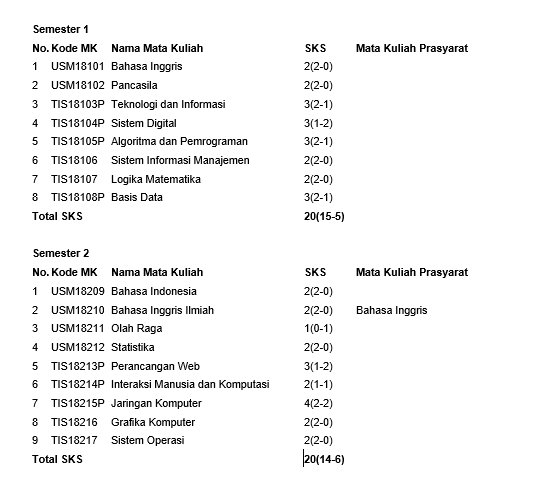 Semester 1
No. Kode MK Nama Mata Kuliah SKS Mata Kuliah Prasyarat
1 USM18101 Bahasa Inggris 2(2-0)
2 USM18102 Pancasila 2(2-0)
3 TIS18103P Teknologi dan Informasi 3(2-1)
4 TIS18104P Sistem Digital 3(1-2)
5 TIS18105P Algoritma dan Pemrograman 3(2-1)
6 TIS18106 Sistem Informasi Manajemen 2(2-0)
7 TIS18107 Logika Matematika 2(2-0)
8 TIS18108P Basis Data 3(2-1)
Total SKS 20(15-5)
Semester 2
No. Kode MK Nama Mata Kuliah SKS Mata Kuliah Prasyarat
1 USM18209 Bahasa Indonesia 2(2-0)
2 USM18210 Bahasa Inggris Ilmiah 2(2-0) Bahasa Inggris
3 USM18211 Olah Raga 1(0-1)
4 USM18212 Statistika 2(2-0)
5 TIS18213P Perancangan Web 3(1-2)
6 TIS18214P Interaksi Manusia dan Komputasi 2(1-1)
7 TIS18215P Jaringan Komputer 4(2-2)
8 TIS18216 Grafika Komputer 2(2-0)
9 TIS18217 Sistem Operasi 2(2-0)
Total SKS 20(14-6)